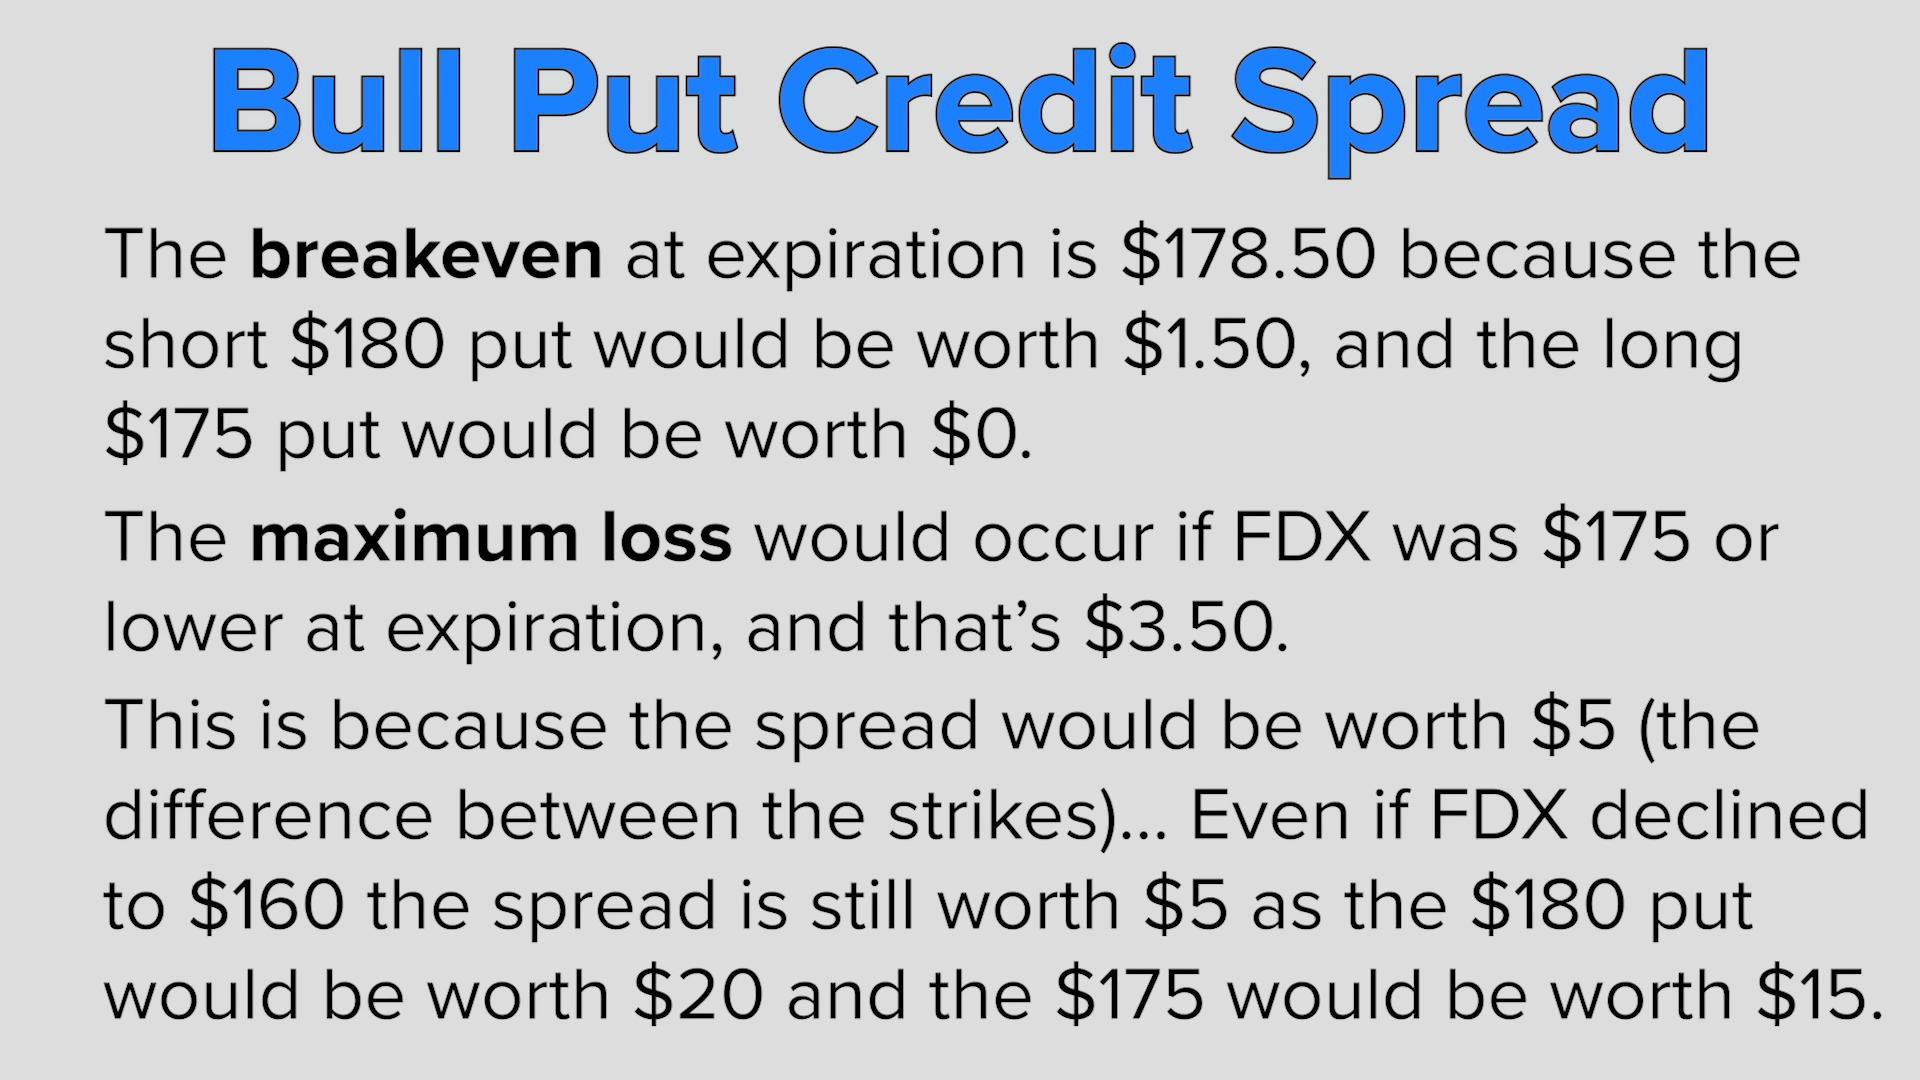 Bull Put Credit Spread
The breakeven at expiration is $178.50 because the
short $180 put would be worth $1.50, and the long
$175 put would be worth $0.
The maximum loss would occur if FDX was $175 or
lower at expiration, and that’s $3.50.
This is because the spread would be worth $5 (the
difference between the strikes)... Even if FDX declined
to $160 the spread is still worth $5 as the $180 put
would be worth $20 and the $175 would be worth $15.